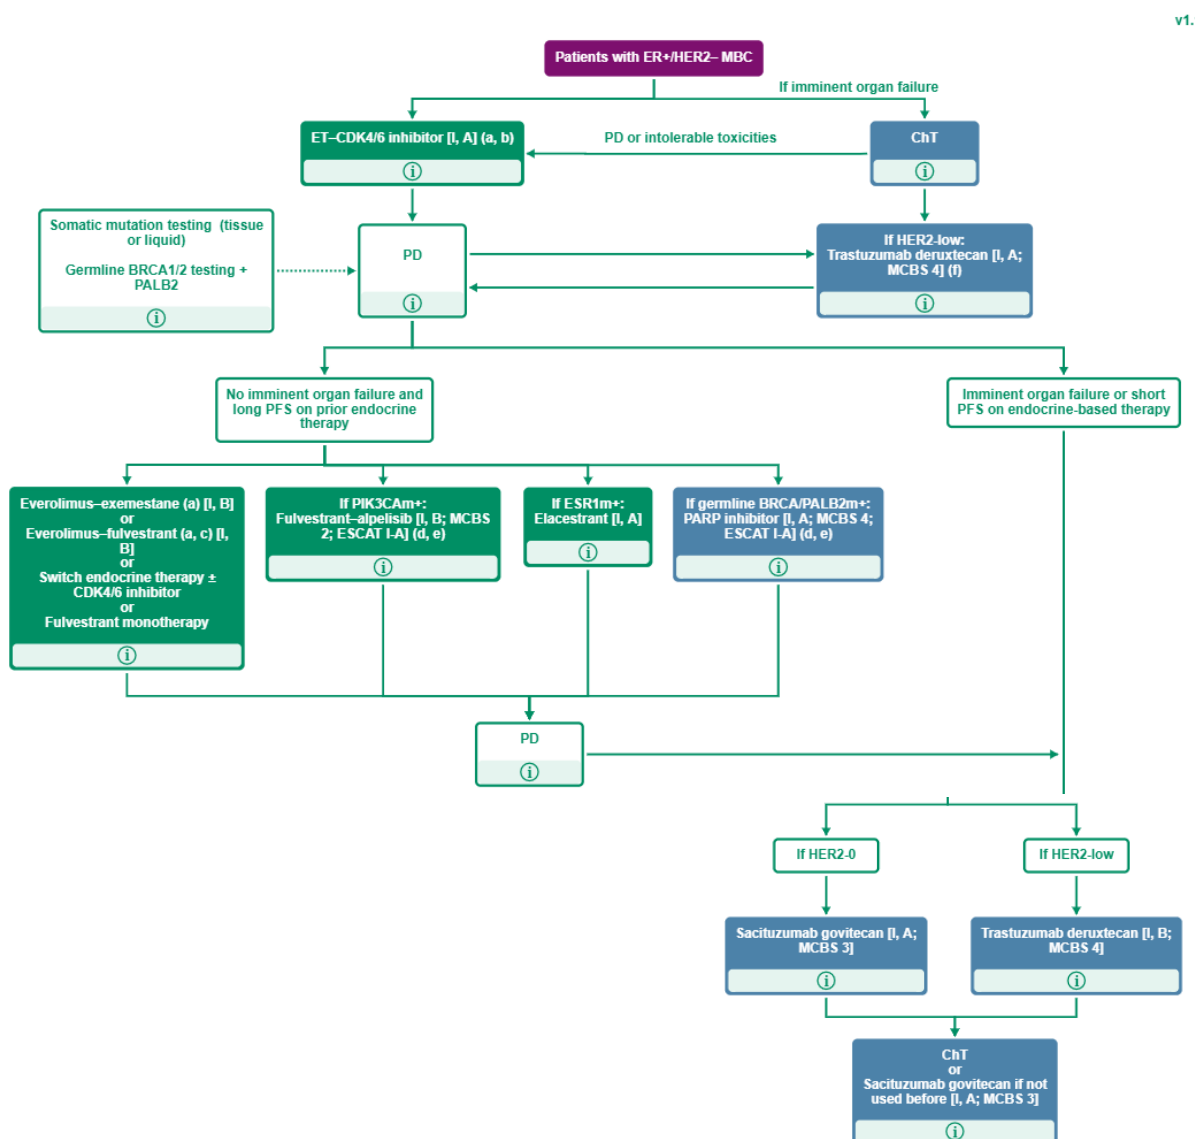 v1.
Patients with ER+/HER2– MBC
If imminent organ failure
ET–CDK4/6 inhibitor [I, A] (a, b)
PD or intolerable toxicities
ChT
Somatic mutation testing (tissue
or liquid)
Germline BRCA1/2 testing +
PALB2
PD
If HER2-low:
Trastuzumab deruxtecan [I, A;
MCBS 4] (f)
No imminent organ failure and
long PFS on prior endocrine
therapy
Imminent organ failure or short
PFS on endocrine-based therapy
Everolimus–exemestane (a) [I, B]
or
Everolimus–fulvestrant (a, c) [I,
B]
or
Switch endocrine therapy ±
CDK4/6 inhibitor
or
Fulvestrant monotherapy
If PIK3CAm+:
Fulvestrant–alpelisib [I, B; MCBS
2; ESCAT I-A] (d, e)
If ESR1m+:
Elacestrant [I, A]
If germline BRCA/PALB2m+:
PARP inhibitor [I, A; MCBS 4;
ESCAT I-A] (d, e)
PD
If HER2-0
If HER2-low
Sacituzumab govitecan [I, A;
MCBS 3]
Trastuzumab deruxtecan [I, B;
MCBS 4]
ChT
or
Sacituzumab govitecan if not
used before [I, A; MCBS 3]